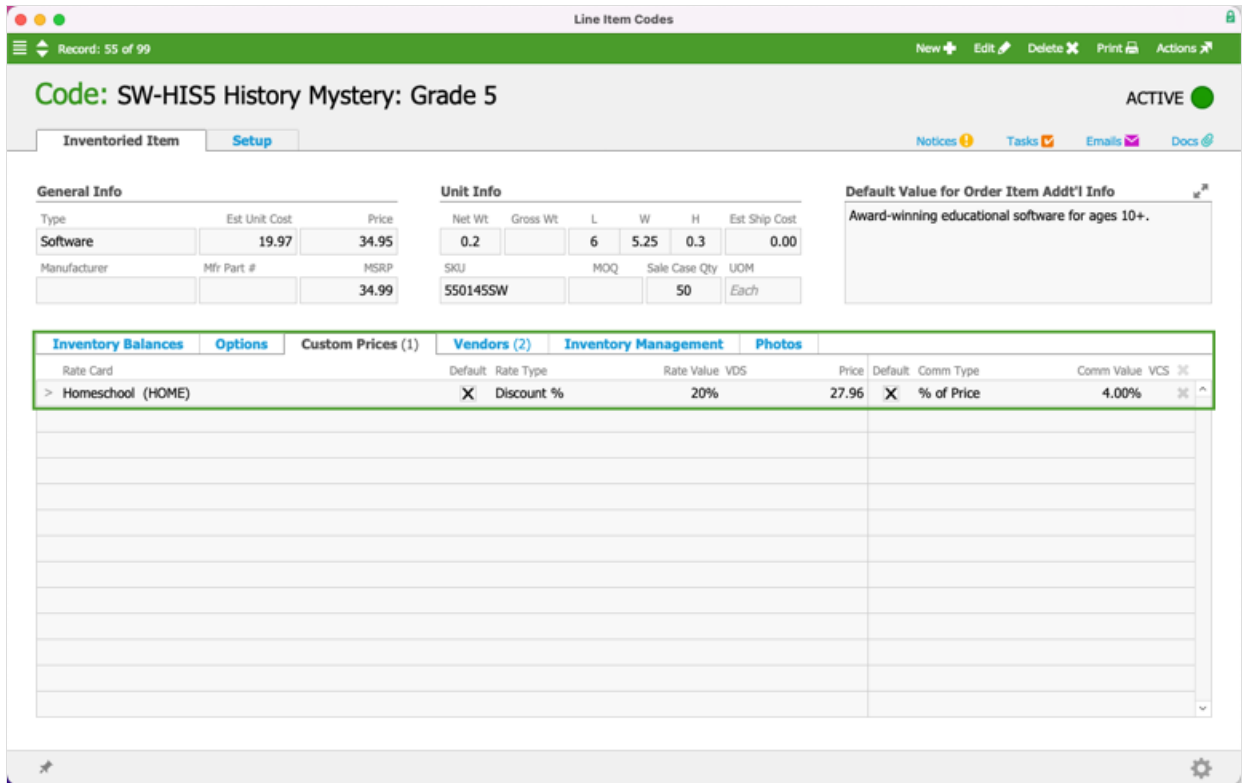 Line Item Codes
Record: 55 of 99 New Edit Delete Print Actions
Code: SW-HIS5 History Mystery: Grade 5 ACTIVE
Inventoried Item Setup Notices Tasks Emails Docs
General Info Unit Info Default Value for Order Item Addt'l Info
Type Est Unit Cost Price Net Wt Gross Wt L W H Est Ship Cost Award-winning educational software for ages 10+.
Software 19.97 34.95 0.2 6 5.25 0.3 0.00
Manufacturer Mfr Part # MSRP SKU MOQ Sale Case Qty UOM
34.99 550145SW 50 Each
Inventory Balances Options Custom Prices (1) Vendors (2) Inventory Management Photos
Rate Card Default Rate Type Rate Value VDS Price Default Comm Type Comm Value VCS
> Homeschool (HOME) X Discount % 20% 27.96 X % of Price 4.00%